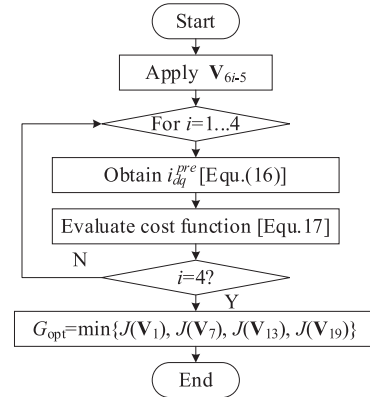 Start
Apply V6i-5
For i=1...4
Obtain i_dq^pre [Equ.(16)]
Evaluate cost function [Equ.17]
N
i=4?
Y
Gopt=min{J(V1), J(V7), J(V13), J(V19)}
End